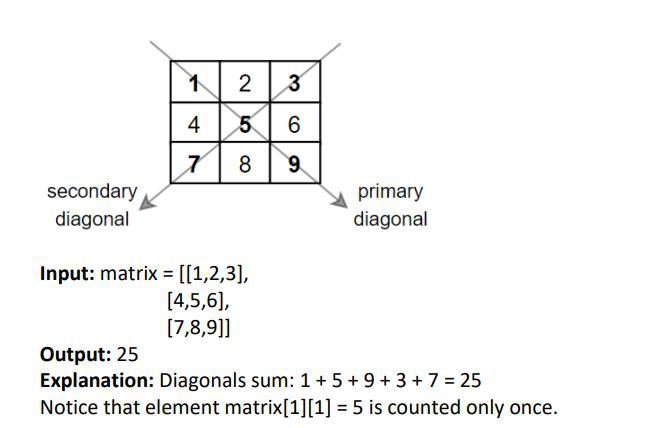 1 2 3
4 5 6
7 8 9
secondary diagonal
primary diagonal
Input: matrix = [[1,2,3],
[4,5,6],
[7,8,9]]
Output: 25
Explanation: Diagonals sum: 1 + 5 + 9 + 3 + 7 = 25
Notice that element matrix[1][1] = 5 is counted only once.